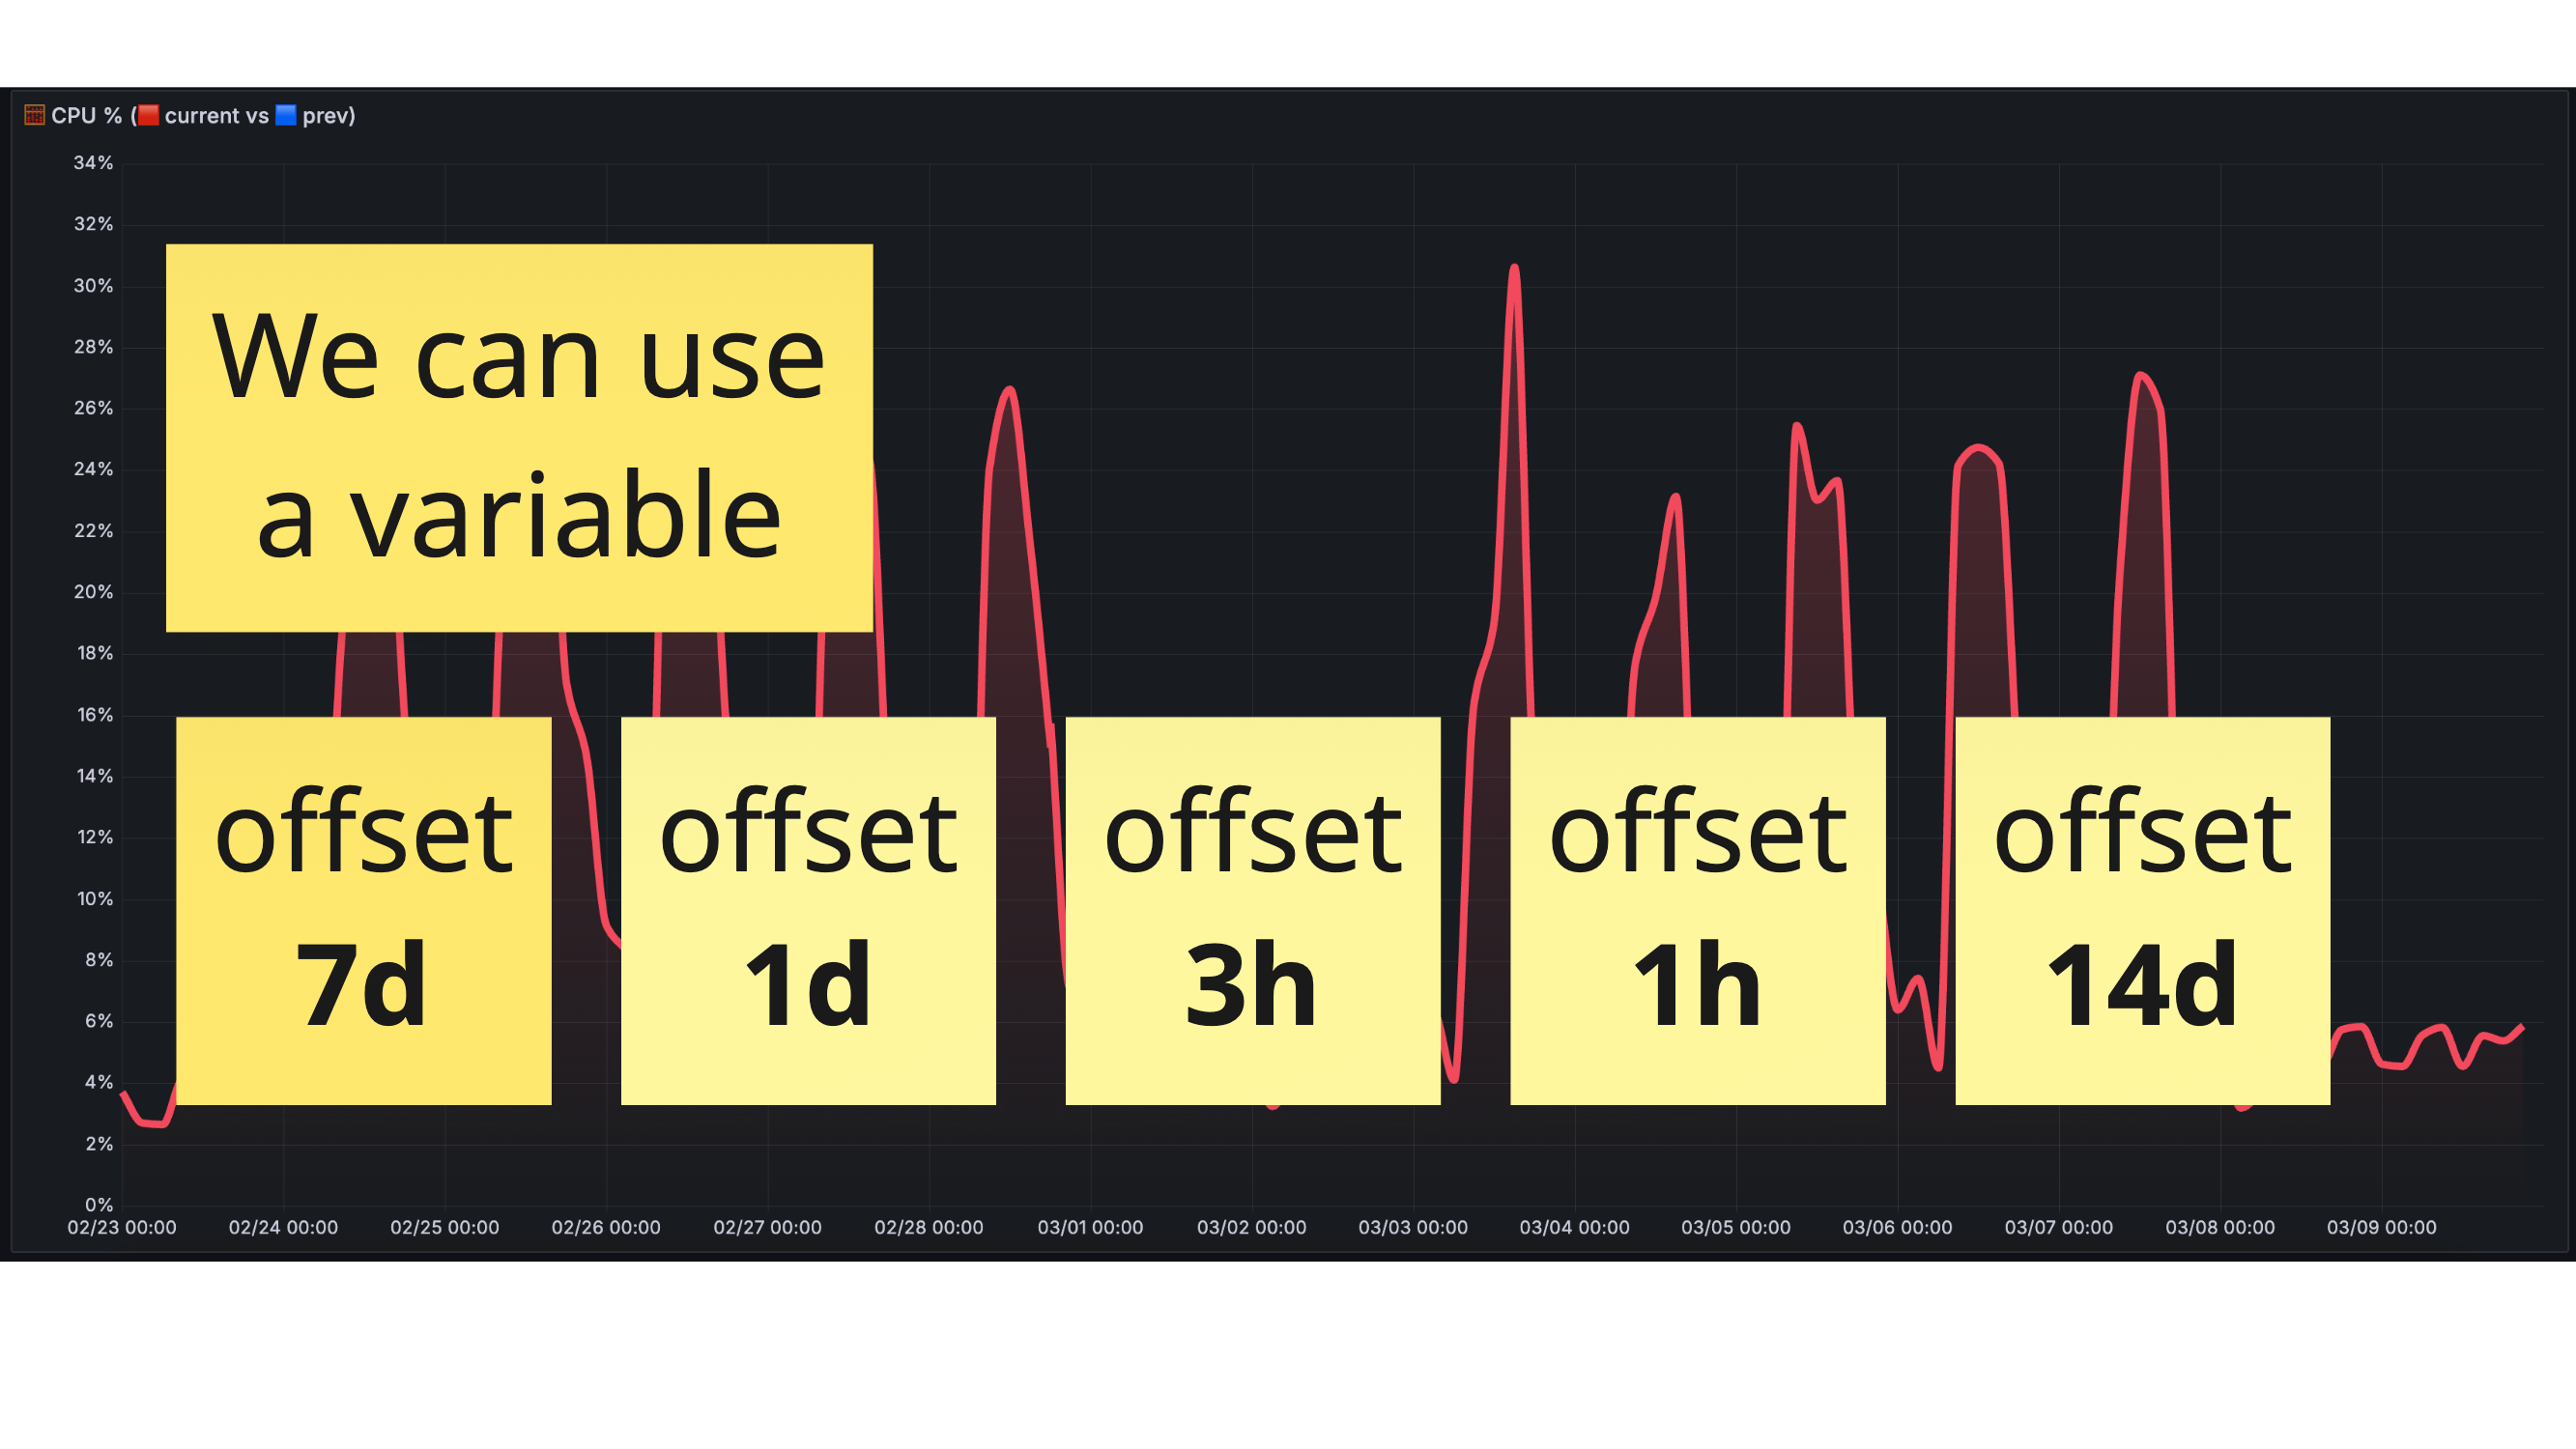 CPU % (🟥 current vs 🟦 prev)
34%
32%
30%
28%
26%
24%
22%
20%
18%
16%
14%
12%
10%
8%
6%
4%
2%
0%
We can use
a variable
offset
7d
offset
1d
offset
3h
offset
1h
offset
14d
02/23 00:00 02/24 00:00 02/25 00:00 02/26 00:00 02/27 00:00 02/28 00:00 03/01 00:00 03/02 00:00 03/03 00:00 03/04 00:00 03/05 00:00 03/06 00:00 03/07 00:00 03/08 00:00 03/09 00:00